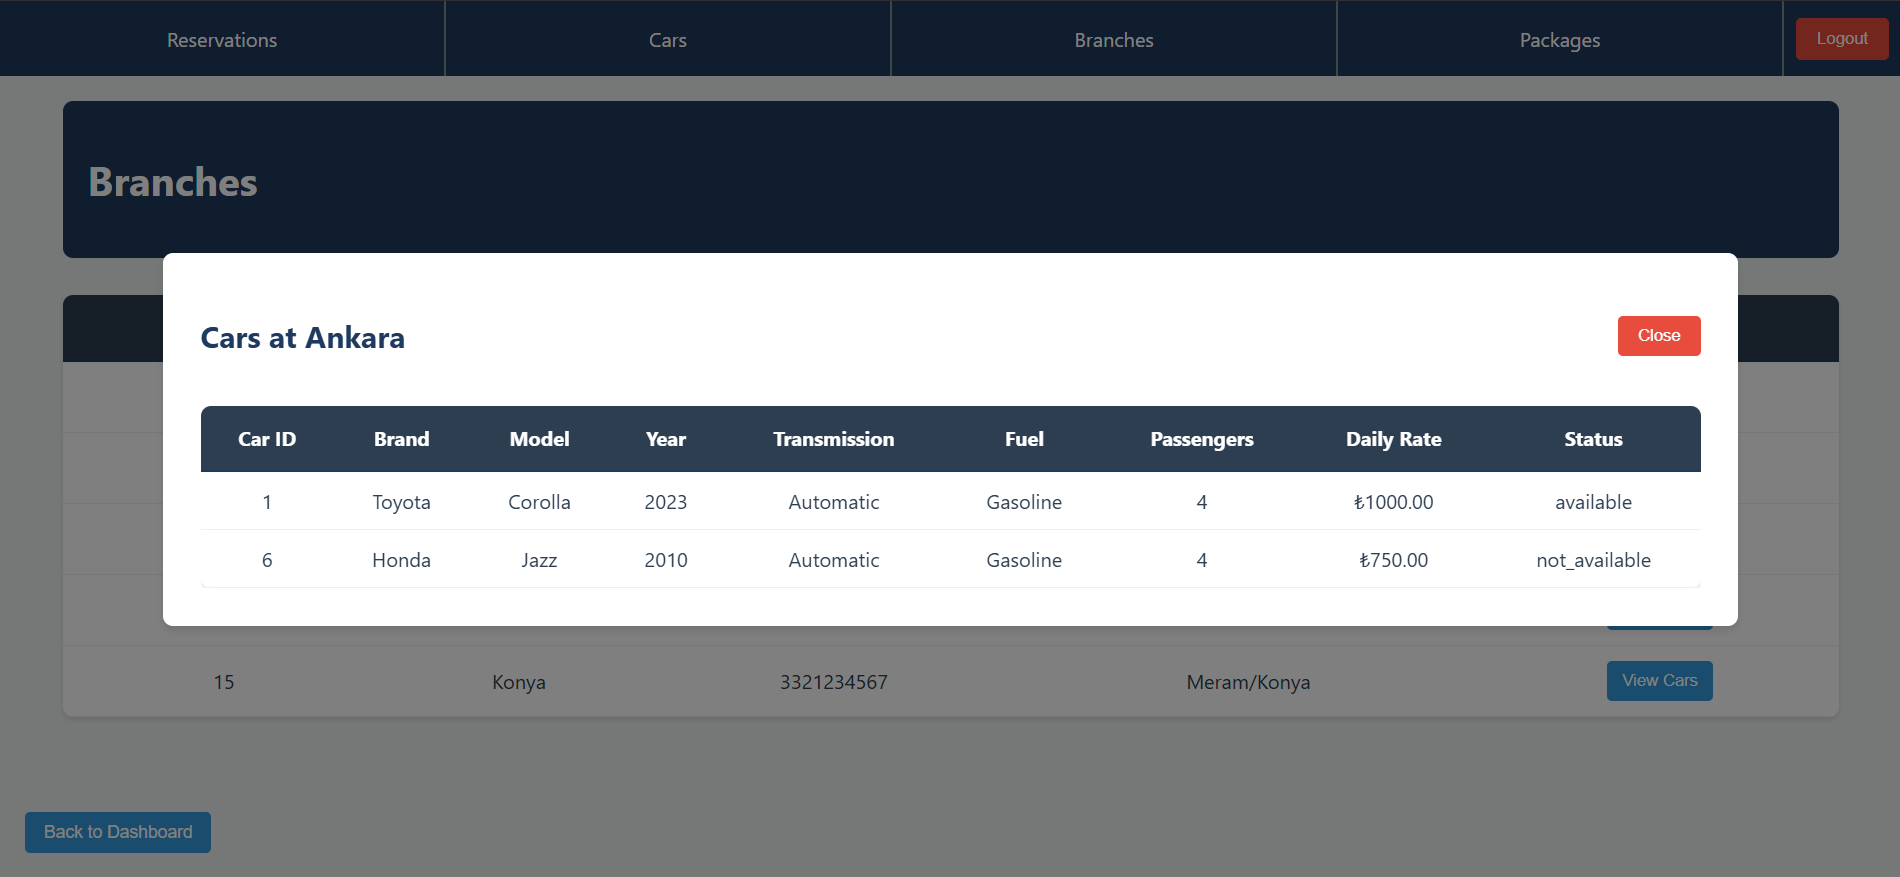 Reservations Cars Branches Packages Logout
Branches
Cars at Ankara Close
Car ID Brand Model Year Transmission Fuel Passengers Daily Rate Status
1 Toyota Corolla 2023 Automatic Gasoline 4 ₺1000.00 available
6 Honda Jazz 2010 Automatic Gasoline 4 ₺750.00 not_available
15 Konya 3321234567 Meram/Konya View Cars
Back to Dashboard